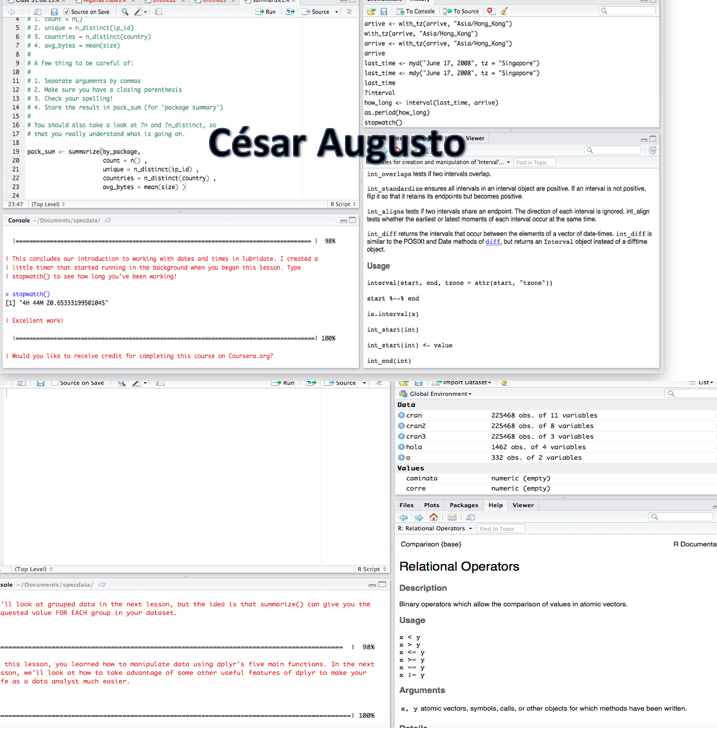 Source on Save
Run
Source
4 # 1. count = n()
5 # 2. unique = n_distinct(ip_id)
6 # 3. countries = n_distinct(country)
7 # 4. avg_bytes = mean(size)
8 #
9 # A few thing to be careful of:
10 #
11 # 1. Separate arguments by commas
12 # 2. Make sure you have a closing parenthesis
13 # 3. Check your spelling!
14 # 4. Store the result in pack_sum (for 'package summary')
15 #
16 # You should also take a look at ?n and ?n_distinct, so
17 # that you really understand what is going on.
18
19 pack_sum <- summarize(by_package,
20 count = n() ,
21 unique = n_distinct(ip_id) ,
22 countries = n_distinct(country) ,
23 avg_bytes = mean(size) )
24
23:47 (Top Level) R Script
César Augusto
Console ~/Documents/specdata/
|======================================================================| 98%
| This concludes our introduction to working with dates and times in lubridate. I created a
| little timer that started running in the background when you began this lesson. Type
| stopwatch() to see how long you've been working!
> stopwatch()
[1] "4H 44M 20.65333199501045"
| Excellent work!
|======================================================================| 100%
| Would you like to receive credit for completing this course on Coursera.org?
To Console To Source
arrive <- with_tz(arrive, "Asia/Hong_Kong")
with_tz(arrive, "Asia/Hong_Kong")
arrive <- with_tz(arrive, "Asia/Hong_Kong")
arrive
last_time <- myd("June 17, 2008", tz = "Singapore")
last_time <- mdy("June 17, 2008", tz = "Singapore")
last_time
?interval
how_long <- interval(last_time, arrive)
as.period(how_long)
stopwatch()
Viewer
for creation and manipulation of 'Interval'... Find in Topic
int_overlaps tests if two intervals overlap.
int_standardize ensures all intervals in an interval object are positive. If an interval is not positive,
flip it so that it retains its endpoints but becomes positive.
int_aligns tests if two intervals share an endpoint. The direction of each interval is ignored. int_align
tests whether the earliest or latest moments of each interval occur at the same time.
int_diff returns the intervals that occur between the elements of a vector of date-times. int_diff is
similar to the POSIXt and Date methods of diff, but returns an Interval object instead of a difftime
object.
Usage
interval(start, end, tzone = attr(start, "tzone"))
start %--% end
is.interval(x)
int_start(int)
int_start(int) <- value
int_end(int)
Source on Save
Run
Source
(Top Level) R Script
sole ~/Documents/specdata/
'll look at grouped data in the next lesson, but the idea is that summarize() can give you the
quested value FOR EACH group in your dataset.
======================================================================| 98%
this lesson, you learned how to manipulate data using dplyr's five main functions. In the next
sson, we'll look at how to take advantage of some other useful features of dplyr to make your
fe as a data analyst much easier.
======================================================================| 100%
Import Dataset
List
Global Environment
Data
cran 225468 obs. of 11 variables
cran2 225468 obs. of 8 variables
cran3 225468 obs. of 3 variables
hola 1462 obs. of 4 variables
o 332 obs. of 2 variables
Values
caminata numeric (empty)
corre numeric (empty)
Files Plots Packages Help Viewer
R: Relational Operators Find in Topic
Comparison {base} R Documenta
Relational Operators
Description
Binary operators which allow the comparison of values in atomic vectors.
Usage
x < y
x > y
x <= y
x >= y
x == y
x != y
Arguments
x, y atomic vectors, symbols, calls, or other objects for which methods have been written.